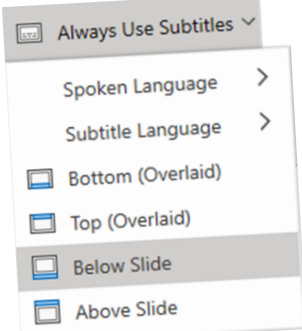 Always Use Subtitles
Spoken Language
Subtitle Language
Bottom (Overlaid)
Top (Overlaid)
Below Slide
Above Slide